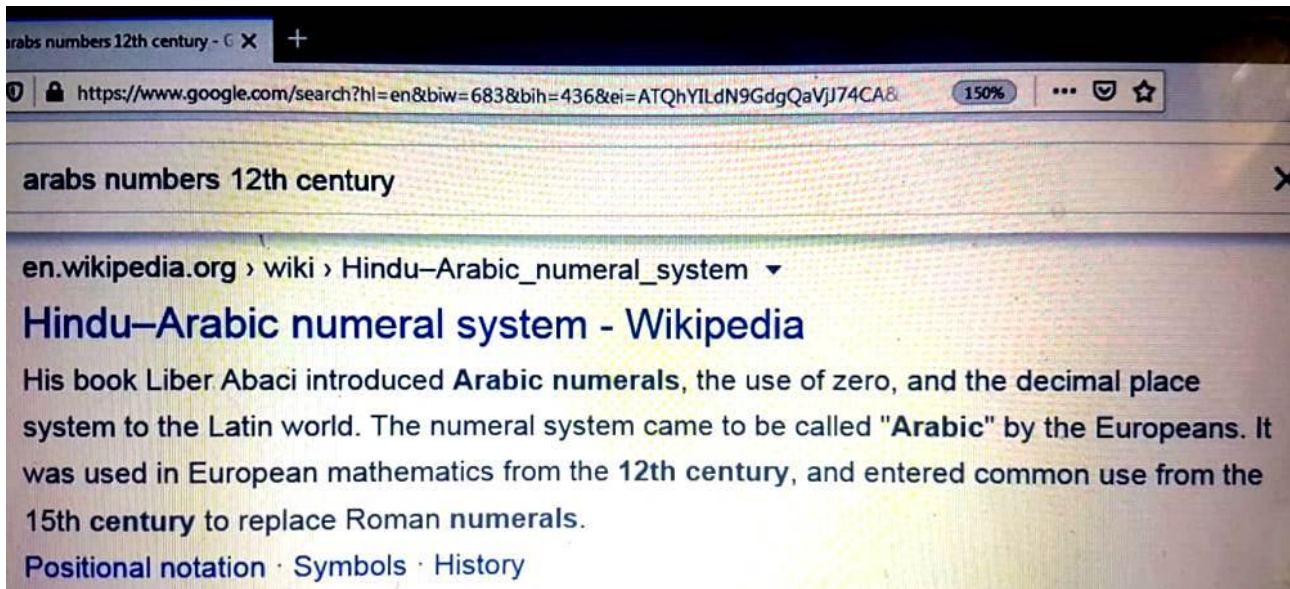 arabs numbers 12th century - G
https://www.google.com/search?hl=en&biw=683&bih=436&ei=ATQhYILdN9GdgQaVjJ74CA& 150%
arabs numbers 12th century
en.wikipedia.org › wiki › Hindu–Arabic_numeral_system
Hindu–Arabic numeral system - Wikipedia
His book Liber Abaci introduced Arabic numerals, the use of zero, and the decimal place
system to the Latin world. The numeral system came to be called "Arabic" by the Europeans. It
was used in European mathematics from the 12th century, and entered common use from the
15th century to replace Roman numerals.
Positional notation · Symbols · History